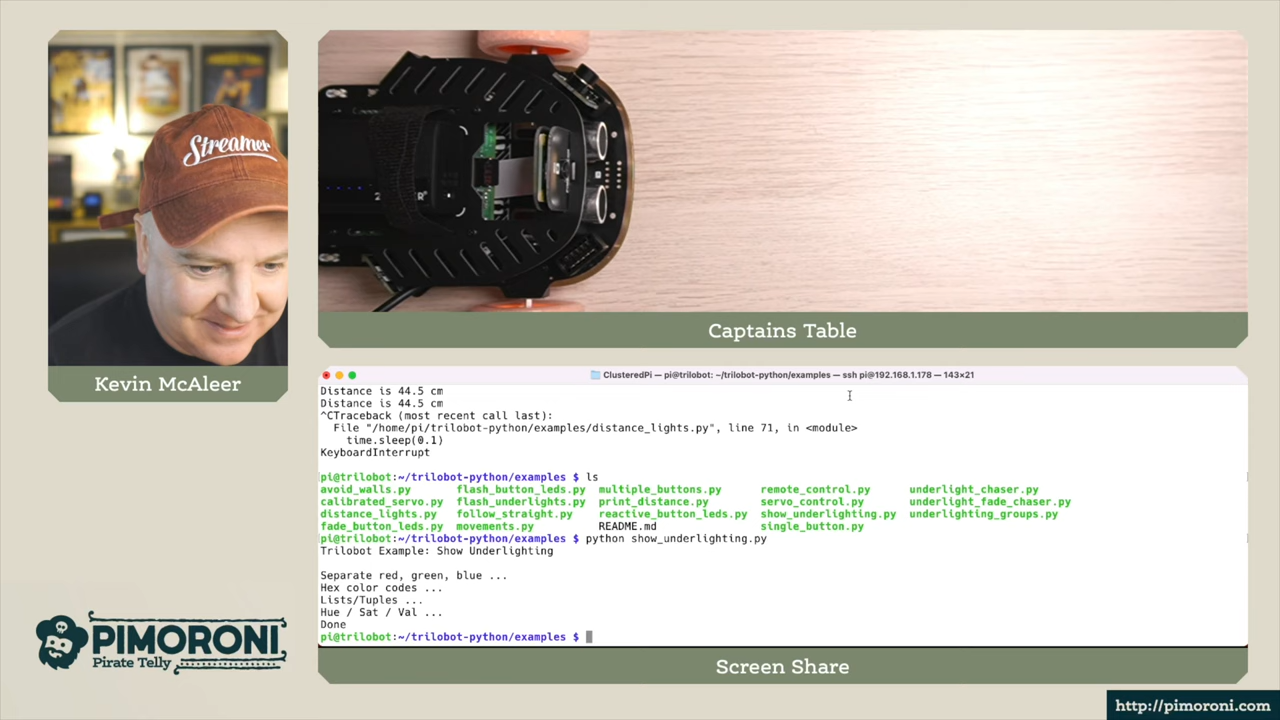 Streamer
Kevin McAleer
Captains Table
ClusteredPi — pi@trilobot: ~/trilobot-python/examples — ssh pi@192.168.1.178 — 143×21
Distance is 44.5 cm
Distance is 44.5 cm
^CTraceback (most recent call last):
  File "/home/pi/trilobot-python/examples/distance_lights.py", line 71, in <module>
    time.sleep(0.1)
KeyboardInterrupt
pi@trilobot:~/trilobot-python/examples $ ls
avoid_walls.py flash_button_leds.py multiple_buttons.py remote_control.py underlight_chaser.py
calibrated_servo.py flash_underlights.py print_distance.py servo_control.py underlight_fade_chaser.py
distance_lights.py follow_straight.py reactive_button_leds.py show_underlighting.py underlighting_groups.py
fade_button_leds.py movements.py README.md single_button.py
pi@trilobot:~/trilobot-python/examples $ python show_underlighting.py
Trilobot Example: Show Underlighting
Separate red, green, blue ...
Hex color codes ...
Lists/Tuples ...
Hue / Sat / Val ...
Done
pi@trilobot:~/trilobot-python/examples $
Screen Share
PIMORONI
Pirate Telly
http://pimoroni.com